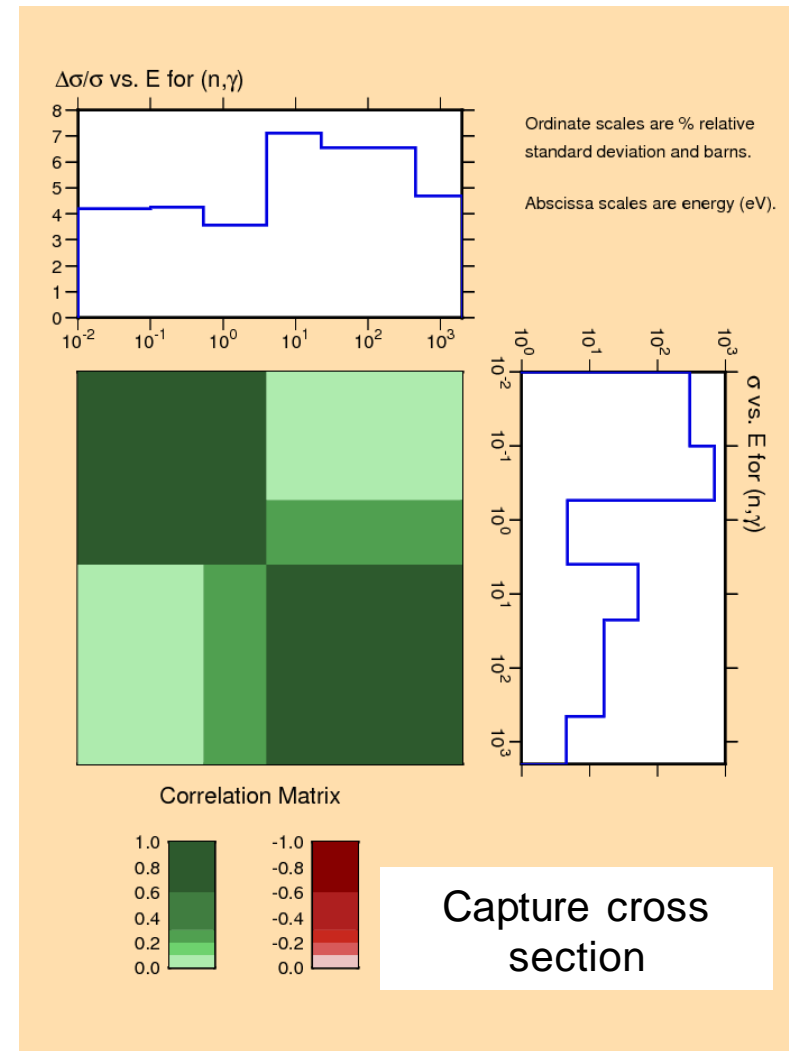 Δσ/σ vs. E for (n,γ)
8
7
6
5
4
3
2
1
0
10⁻² 10⁻¹ 10⁰ 10¹ 10² 10³
Ordinate scales are % relative
standard deviation and barns.
Abscissa scales are energy (eV).
10⁰ 10¹ 10² 10³
10⁻²
10⁻¹
10⁰
10¹
10²
10³
σ vs. E for (n,γ)
Correlation Matrix
1.0
0.8
0.6
0.4
0.2
0.0
-1.0
-0.8
-0.6
-0.4
-0.2
0.0
Capture cross
section